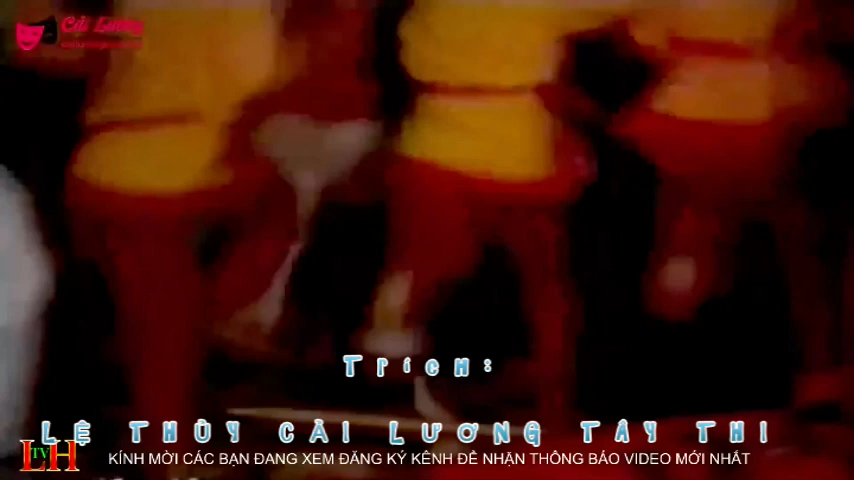 Cải Lương
Trích:
LỆ THỦY CẢI LƯƠNG TÂY THI
LTVH
KÍNH MỜI CÁC BẠN ĐANG XEM ĐĂNG KÝ KÊNH ĐỂ NHẬN THÔNG BÁO VIDEO MỚI NHẤT